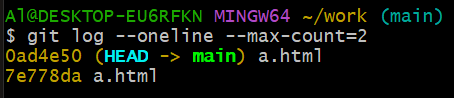 Al@DESKTOP-EU6RFKN MINGW64 ~/work (main)
$ git log --oneline --max-count=2
0ad4e50 (HEAD -> main) a.html
7e778da a.html